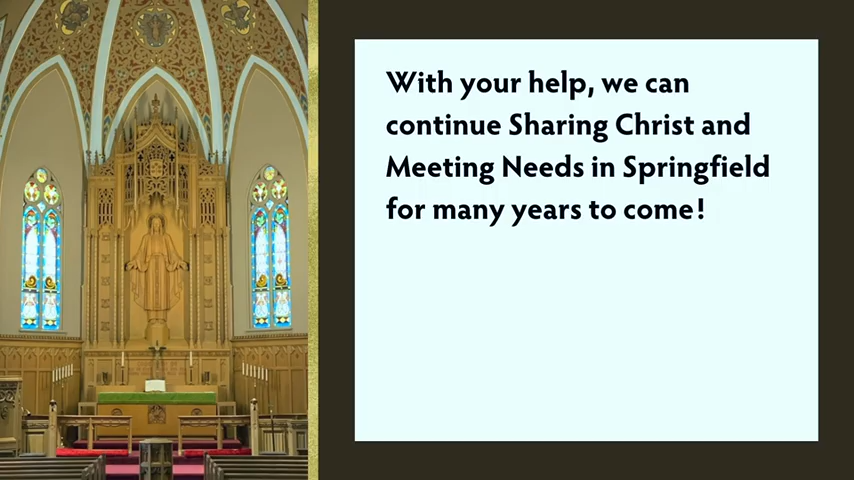 With your help, we can
continue Sharing Christ and
Meeting Needs in Springfield
for many years to come!